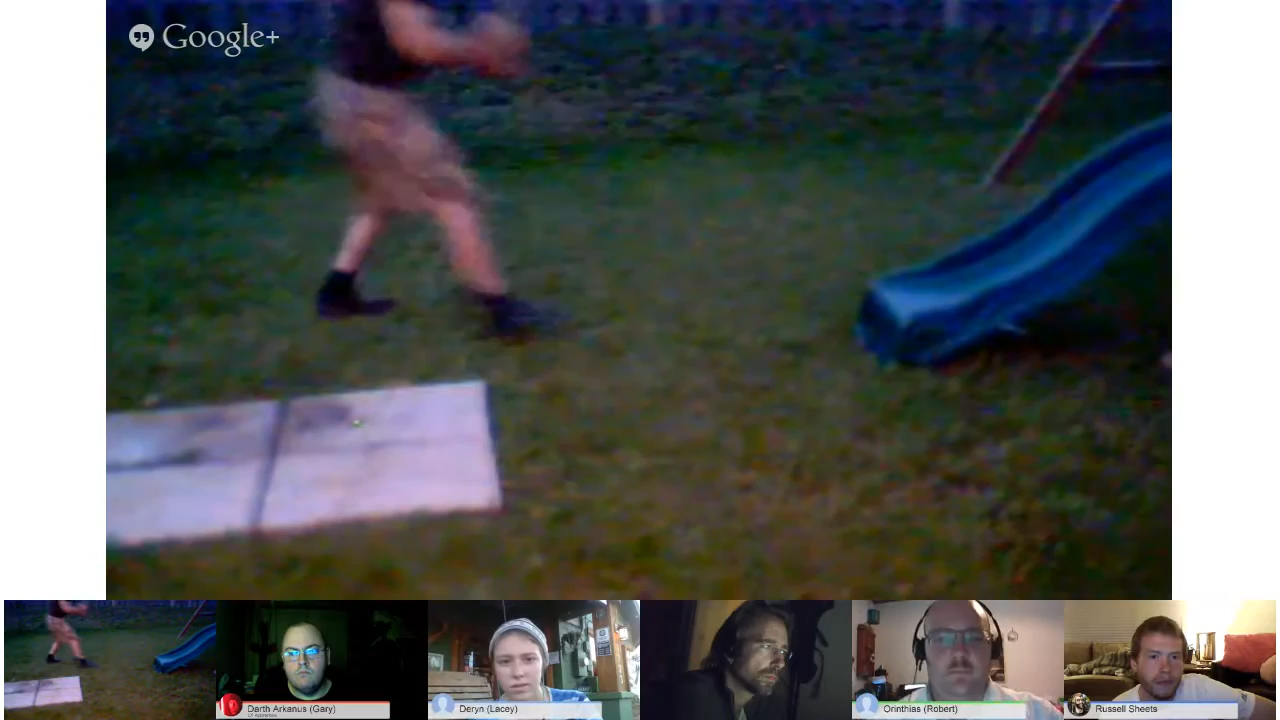 Google+
Darth Arkanus (Gary)
Deryn (Lacey)
Orinthias (Robert)
Russell Sheets